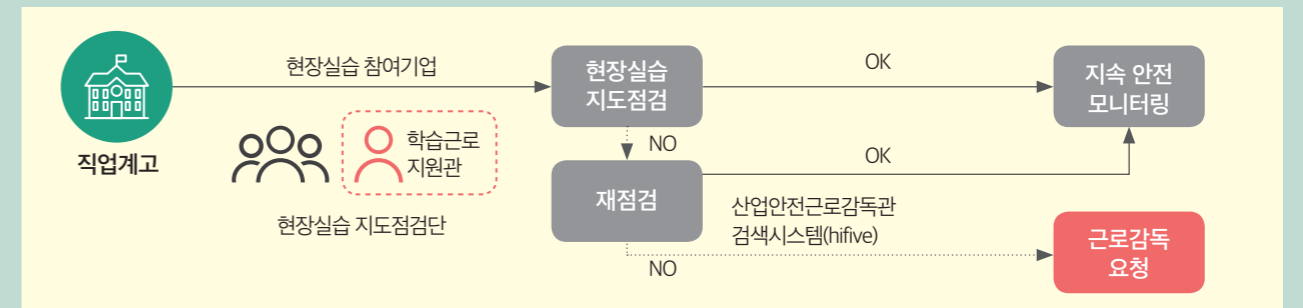 직업계고
현장실습 참여기업
학습근로
지원관
현장실습 지도점검단
현장실습
지도점검
OK
지속 안전
모니터링
NO
재점검
OK
산업안전근로감독관
검색시스템(hifive)
NO
근로감독
요청